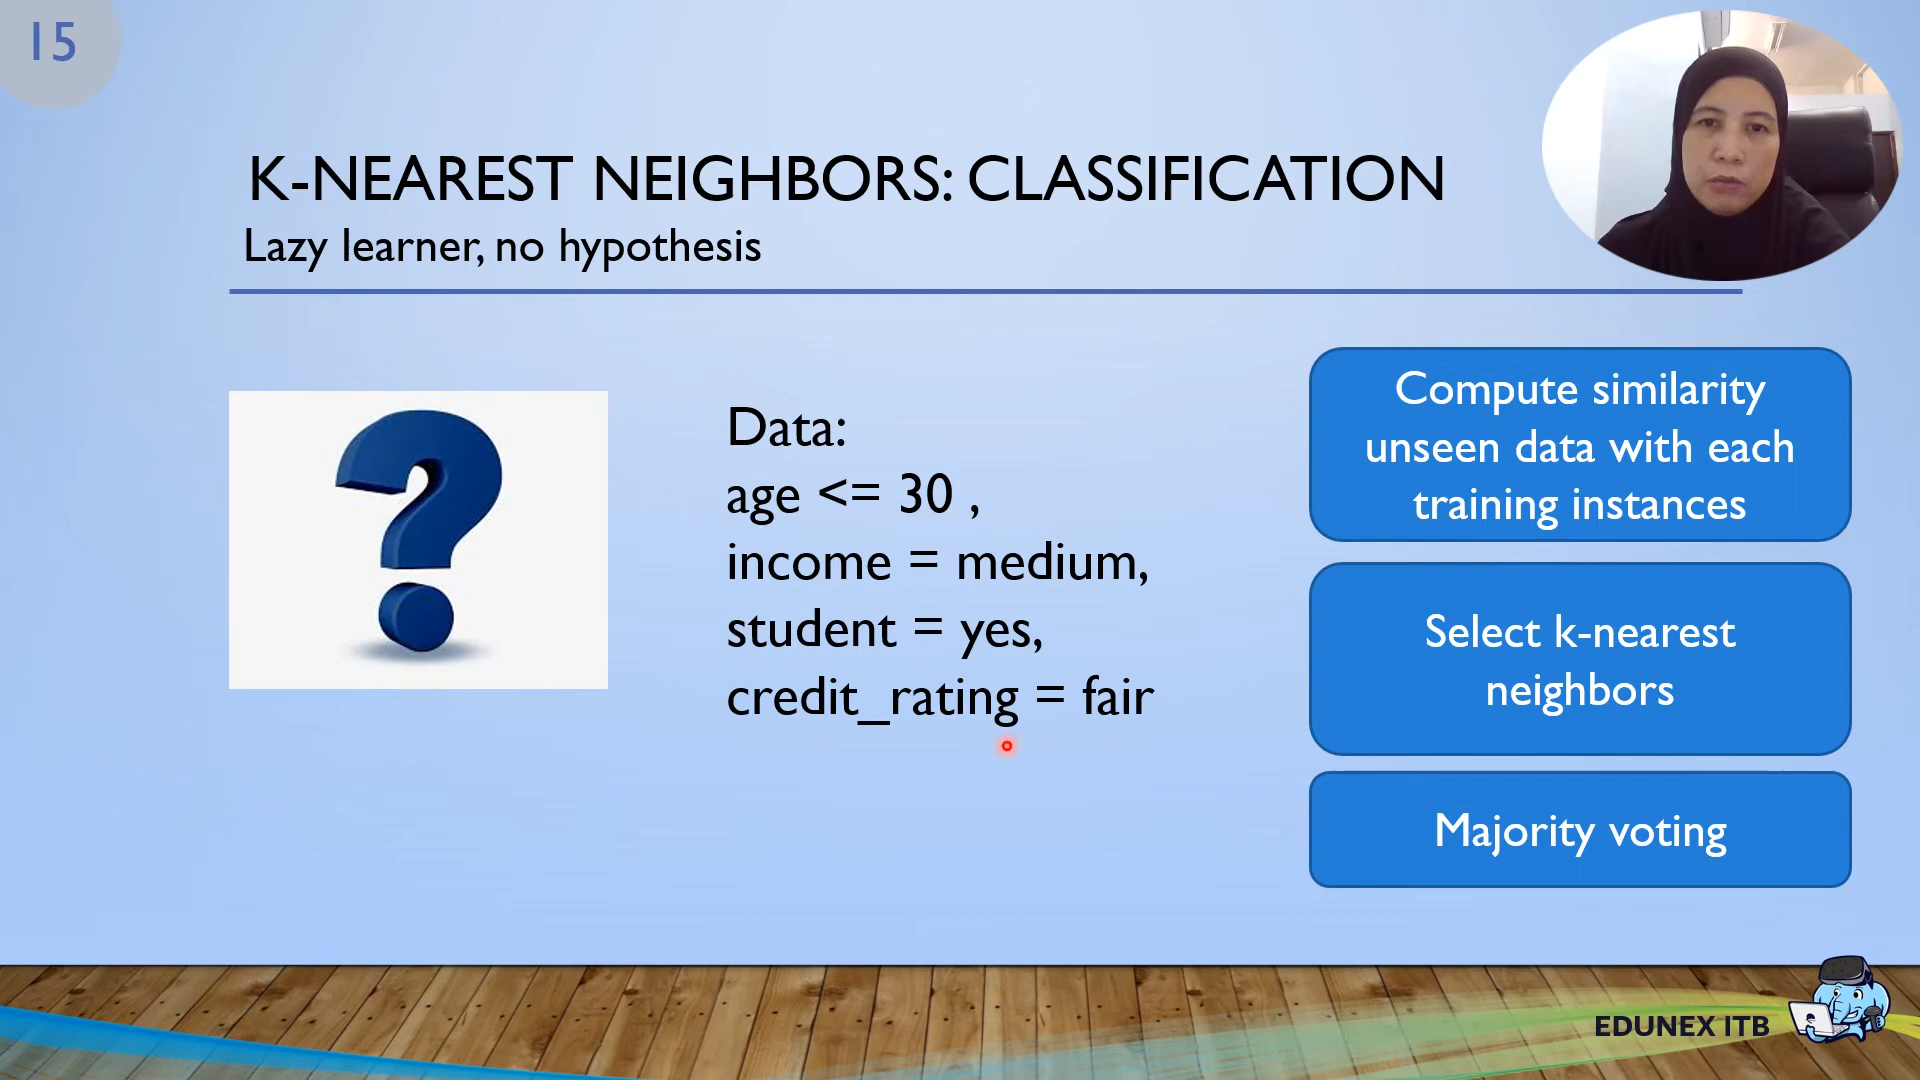 15
K-NEAREST NEIGHBORS: CLASSIFICATION
Lazy learner, no hypothesis
Data:
age <= 30 ,
income = medium,
student = yes,
credit_rating = fair
Compute similarity
unseen data with each
training instances
Select k-nearest
neighbors
Majority voting
EDUNEX ITB